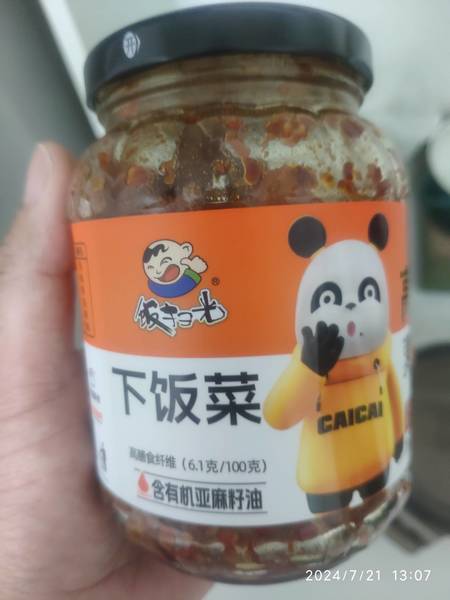 饭扫光
®
下饭菜
CAICAI
高膳食纤维（6.1克/100克）
含有机亚麻籽油
2024/7/21 13:07